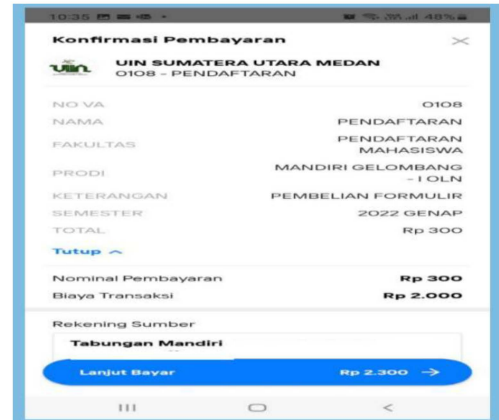 10:35
48%
Konfirmasi Pembayaran
uin
UIN SUMATERA UTARA MEDAN
0108 - PENDAFTARAN
NO VA 0108
NAMA PENDAFTARAN
FAKULTAS PENDAFTARAN
MAHASISWA
PRODI MANDIRI GELOMBANG
- I OLN
KETERANGAN PEMBELIAN FORMULIR
SEMESTER 2022 GENAP
TOTAL Rp 300
Tutup
Nominal Pembayaran Rp 300
Biaya Transaksi Rp 2.000
Rekening Sumber
Tabungan Mandiri
Lanjut Bayar Rp 2.300